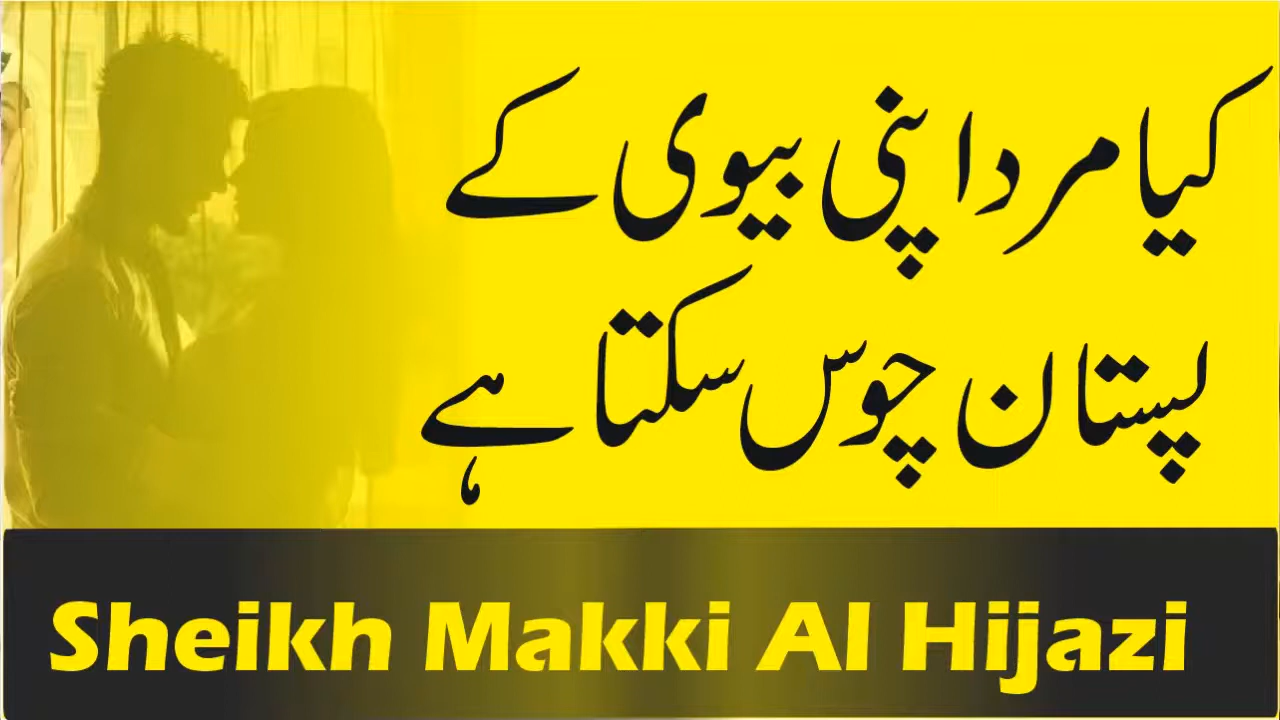 کیا مرد اپنی بیوی کے
پستان چوس سکتا ہے
Sheikh Makki Al Hijazi